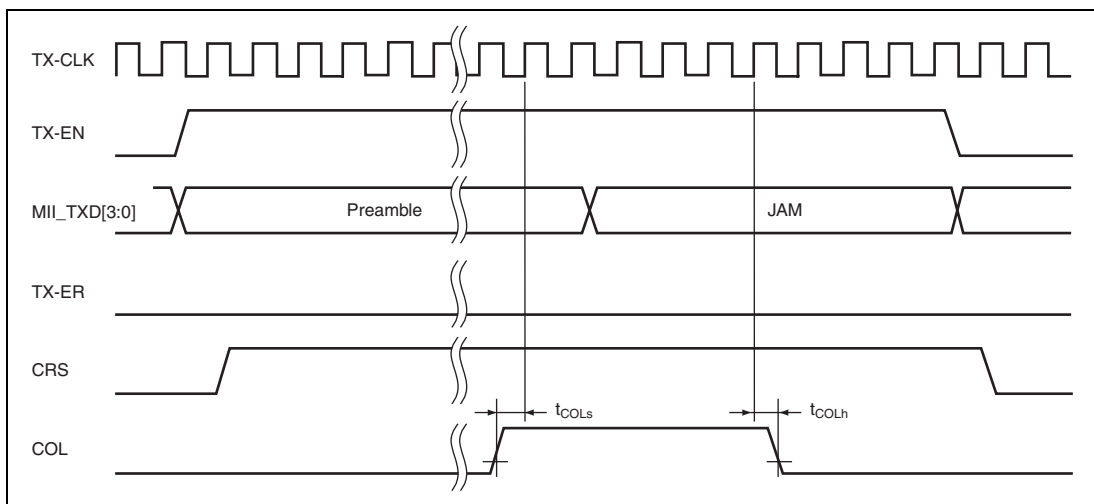 TX-CLK
TX-EN
MII_TXD[3:0]
Preamble
JAM
TX-ER
CRS
tCOLs
tCOLh
COL